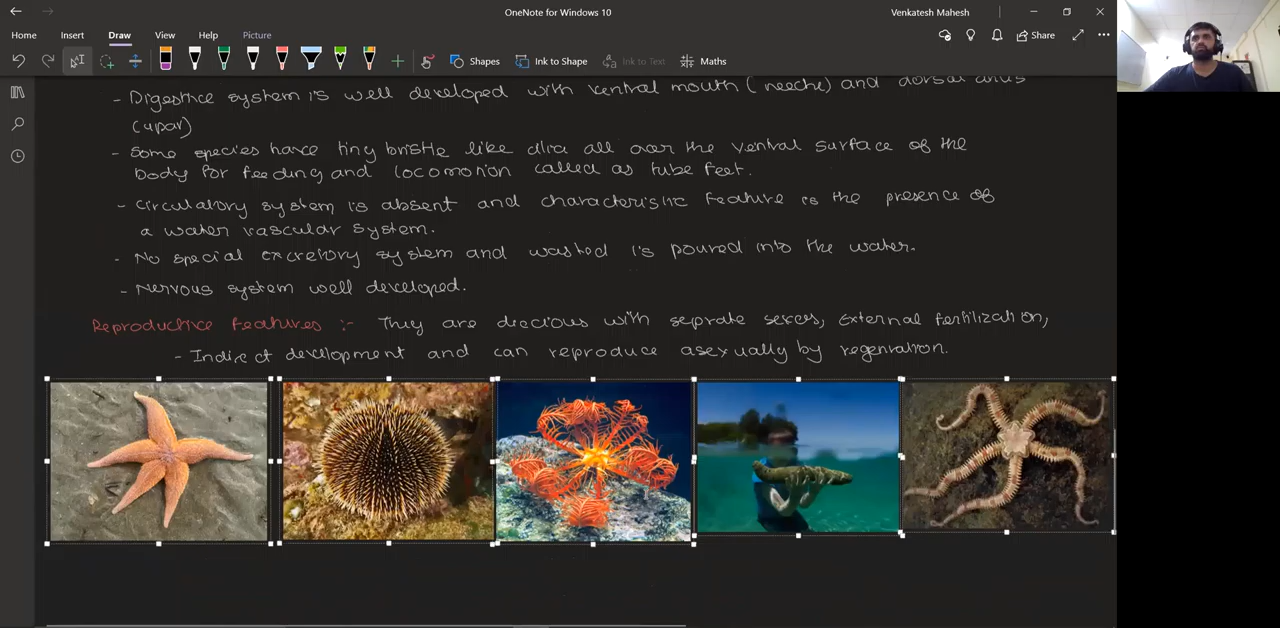 OneNote for Windows 10
Venkatesh Mahesh
Home Insert Draw View Help Picture
Share
Shapes Ink to Shape Ink to Text Maths
- Digestive system is well developed with ventral mouth (neeche) and dorsal anus
(upar)
- Some species have tiny bristle like all over the ventral surface of the
body for feeding and locomotion called as tube feet.
- circulatory system is absent and characteristic feature is the presence of
a water vascular system.
- No special excretory system and is poured into the water.
- Nervous system well developed.
Reproductive features :- They are with seprate sexes, external fertilization,
- Indirect development and can reproduce asexually by